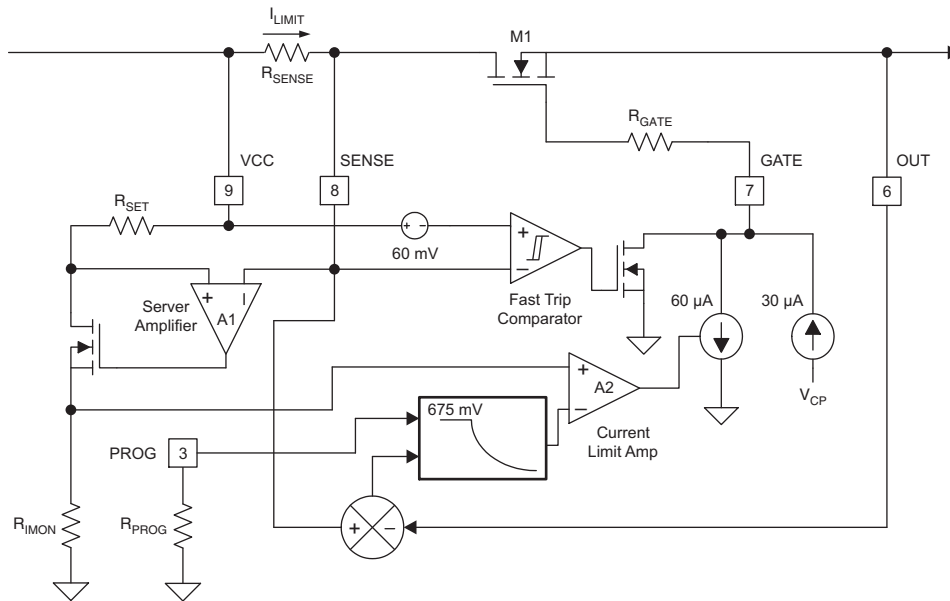 I_LIMIT
M1
R_SENSE
R_GATE
VCC
SENSE
GATE
OUT
9
8
7
6
R_SET
+ -
60 mV
+
−
Fast Trip
Comparator
60 µA
30 µA
V_CP
Server
Amplifier
+ −
A1
+
−
A2
Current
Limit Amp
675 mV
PROG
3
R_IMON
R_PROG
+ −